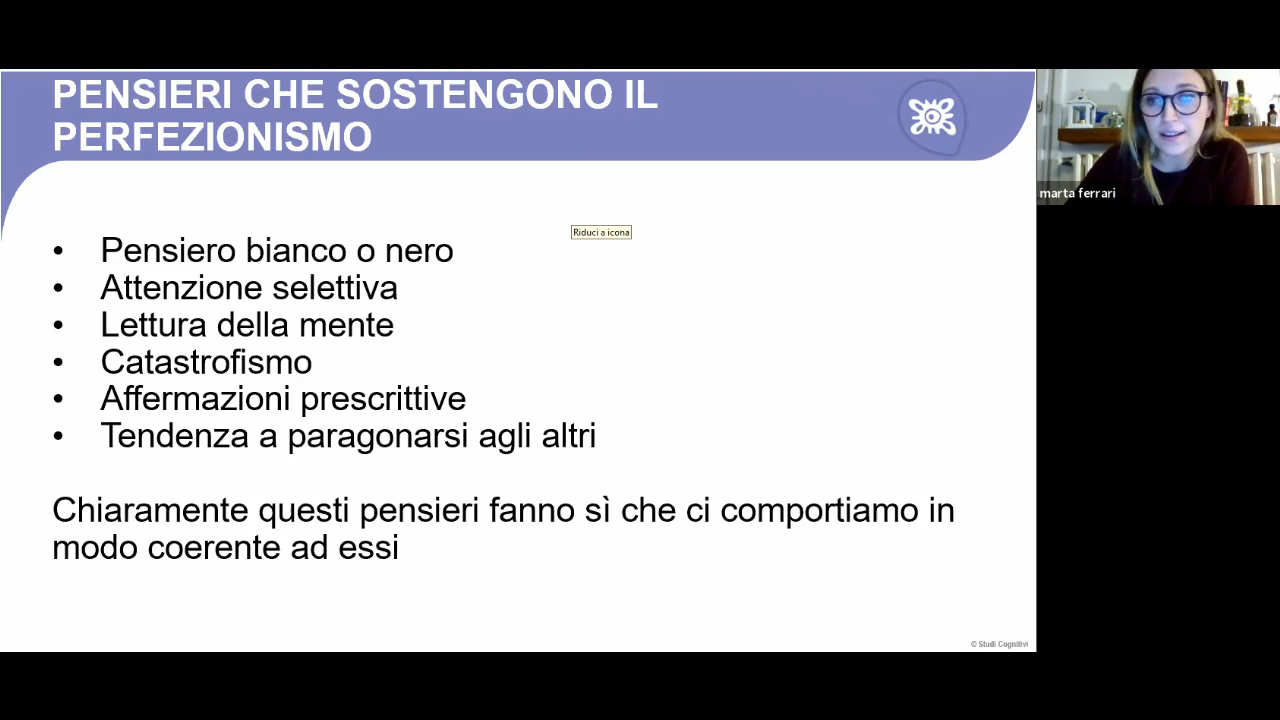 PENSIERI CHE SOSTENGONO IL
PERFEZIONISMO
marta ferrari
Riduci a icona
• Pensiero bianco o nero
• Attenzione selettiva
• Lettura della mente
• Catastrofismo
• Affermazioni prescrittive
• Tendenza a paragonarsi agli altri
Chiaramente questi pensieri fanno sì che ci comportiamo in
modo coerente ad essi
© Studi Cognitivi